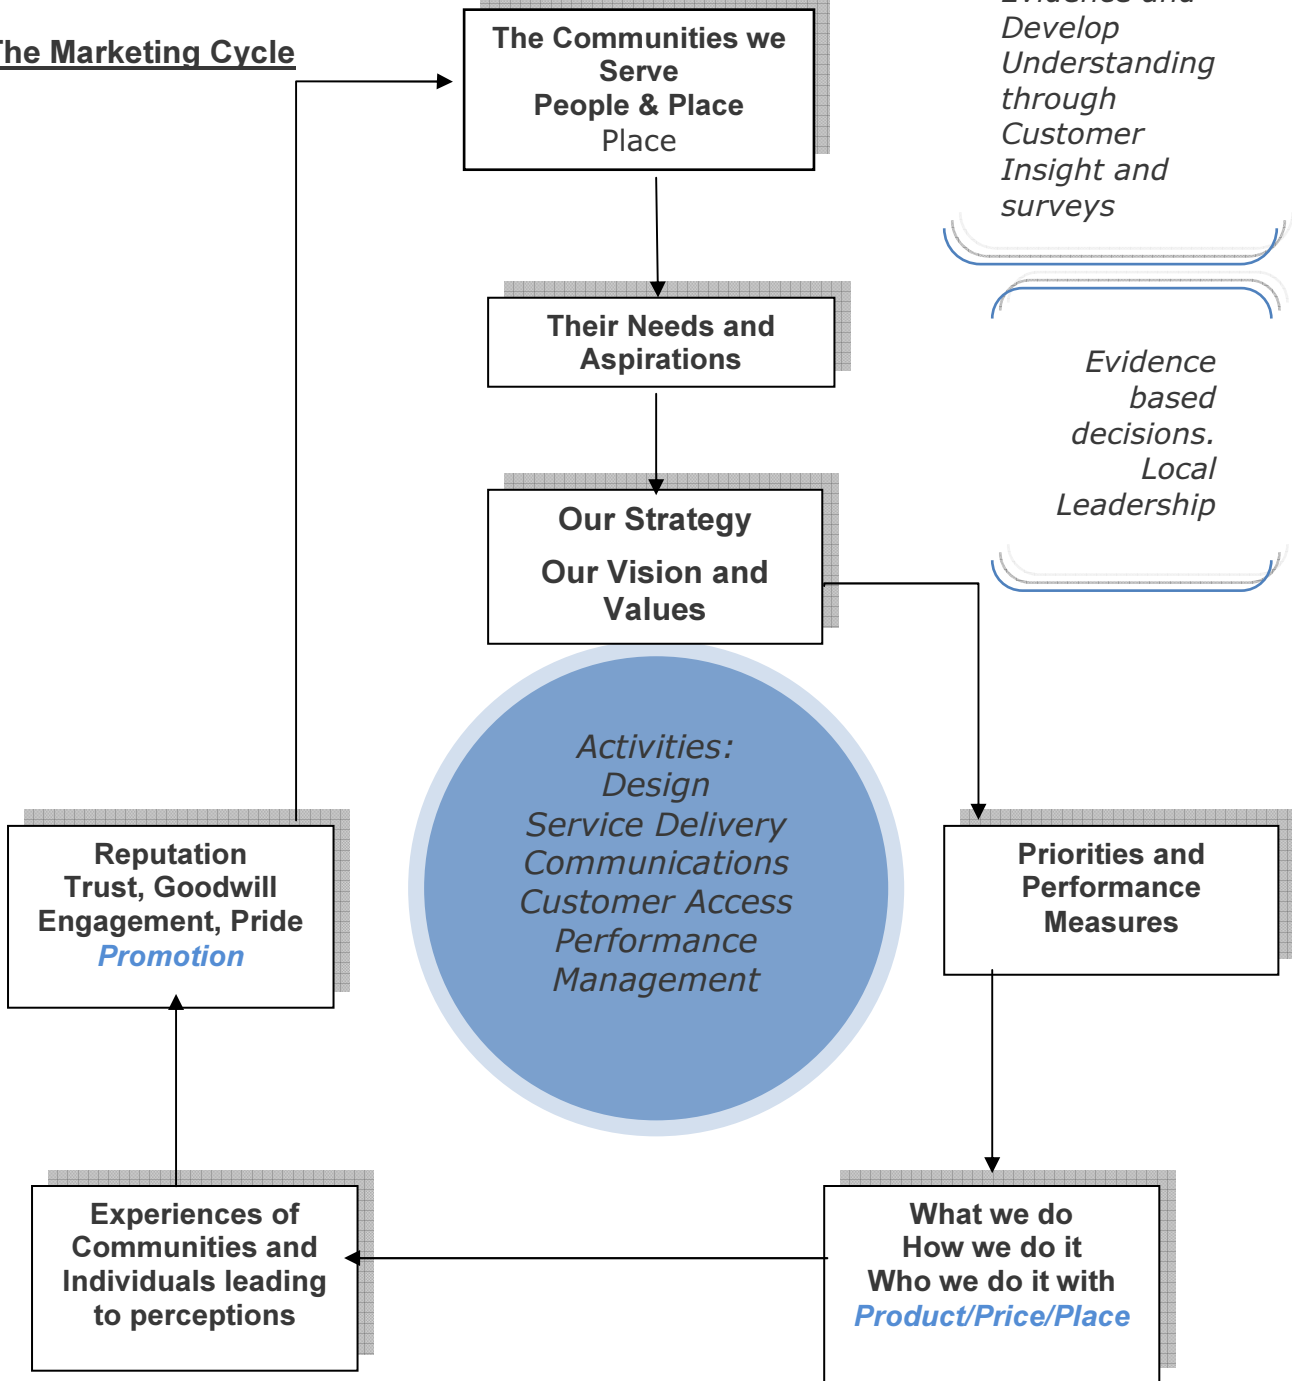 The Marketing Cycle
The Communities we
Serve
People & Place
Place
Evidence and
Develop
Understanding
through
Customer
Insight and
surveys
Their Needs and
Aspirations
Evidence
based
decisions.
Local
Leadership
Our Strategy
Our Vision and
Values
Activities:
Design
Service Delivery
Communications
Customer Access
Performance
Management
Reputation
Trust, Goodwill
Engagement, Pride
Promotion
Priorities and
Performance
Measures
Experiences of
Communities and
Individuals leading
to perceptions
What we do
How we do it
Who we do it with
Product/Price/Place